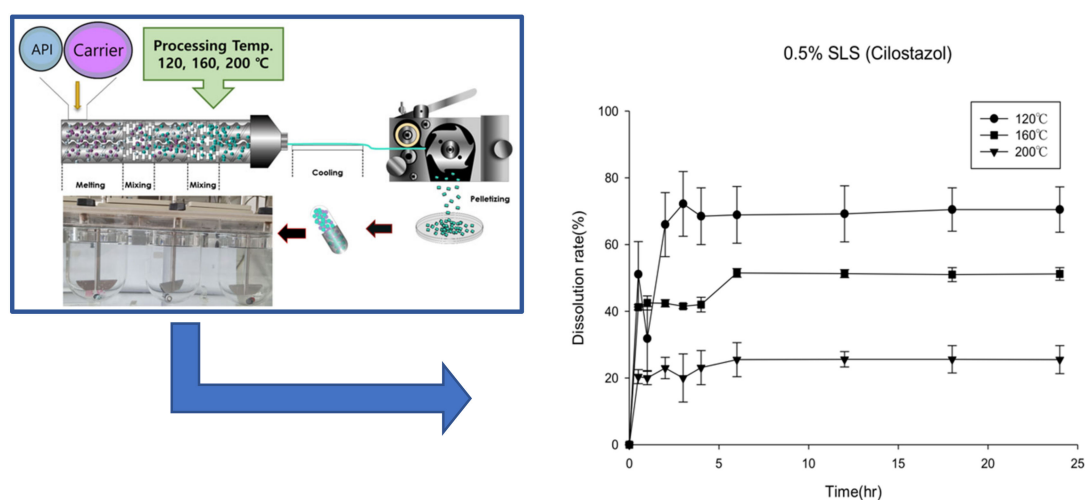 API
Carrier
Processing Temp.
120, 160, 200 ℃
Melting
Mixing
Mixing
Cooling
Pelletizing
0.5% SLS (Cilostazol)
120℃
160℃
200℃
Dissolution rate(%)
100
80
60
40
20
0
0
5
10
15
20
25
Time(hr)